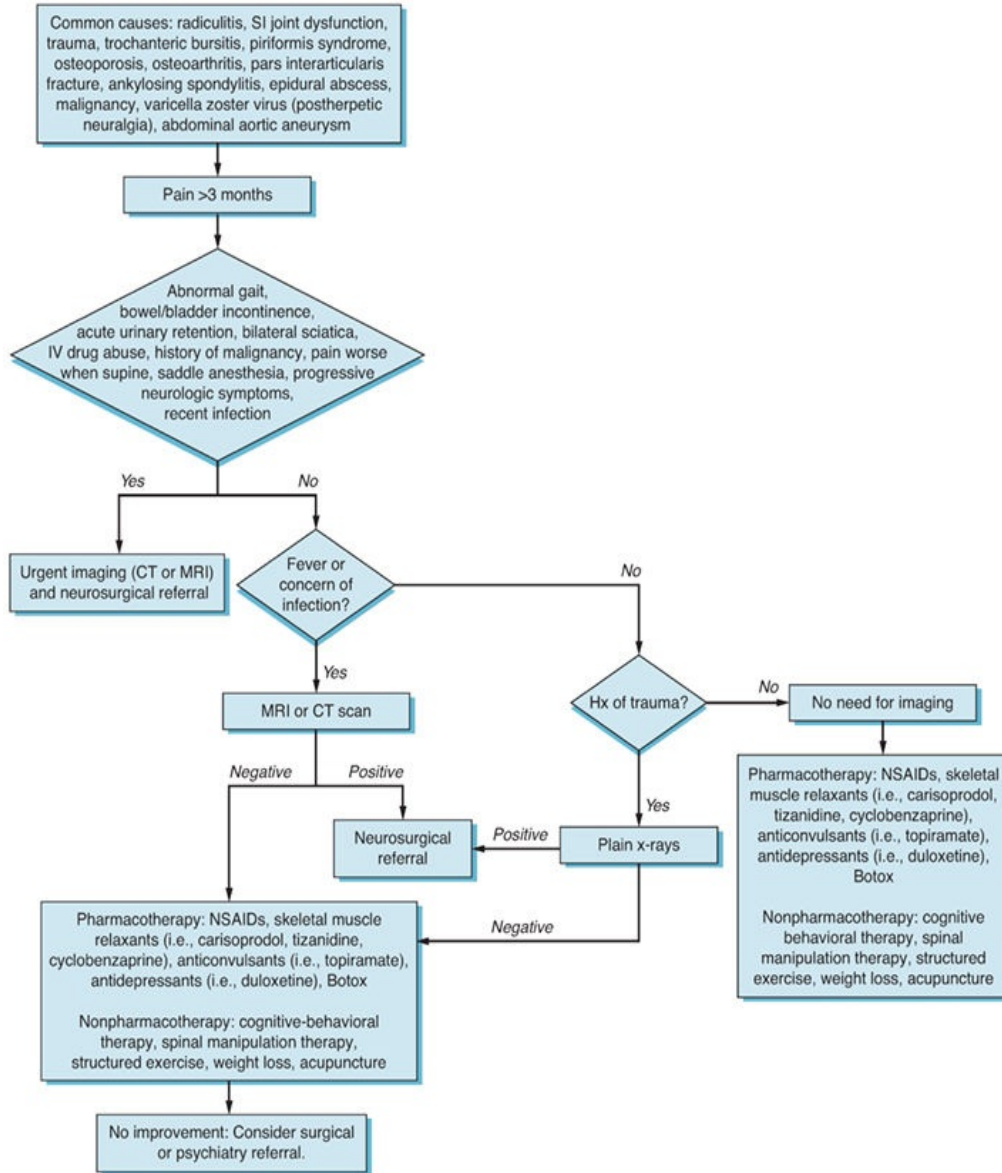 Common causes: radiculitis, SI joint dysfunction,
trauma, trochanteric bursitis, piriformis syndrome,
osteoporosis, osteoarthritis, pars interarticularis
fracture, ankylosing spondylitis, epidural abscess,
malignancy, varicella zoster virus (postherpetic
neuralgia), abdominal aortic aneurysm
Pain >3 months
Abnormal gait,
bowel/bladder incontinence,
acute urinary retention, bilateral sciatica,
IV drug abuse, history of malignancy, pain worse
when supine, saddle anesthesia, progressive
neurologic symptoms,
recent infection
Yes
No
Urgent imaging (CT or MRI)
and neurosurgical referral
Fever or
concern of
infection?
No
Yes
MRI or CT scan
Hx of trauma?
No
No need for imaging
Negative
Positive
Yes
Neurosurgical
referral
Positive
Plain x-rays
Pharmacotherapy: NSAIDs, skeletal
muscle relaxants (i.e., carisoprodol,
tizanidine, cyclobenzaprine),
anticonvulsants (i.e., topiramate),
antidepressants (i.e., duloxetine),
Botox
Nonpharmacotherapy: cognitive
behavioral therapy, spinal
manipulation therapy, structured
exercise, weight loss, acupuncture
Negative
Pharmacotherapy: NSAIDs, skeletal muscle
relaxants (i.e., carisoprodol, tizanidine,
cyclobenzaprine), anticonvulsants (i.e., topiramate),
antidepressants (i.e., duloxetine), Botox
Nonpharmacotherapy: cognitive-behavioral
therapy, spinal manipulation therapy,
structured exercise, weight loss, acupuncture
No improvement: Consider surgical
or psychiatry referral.